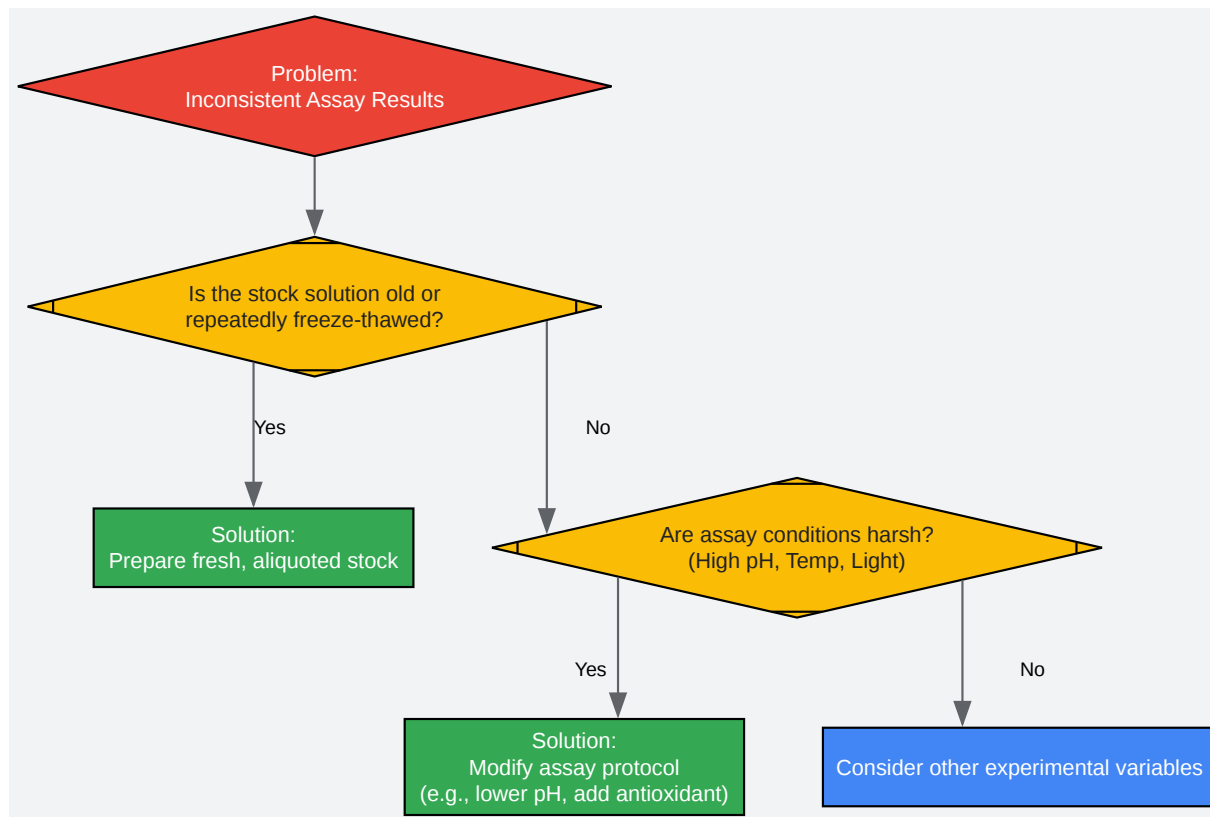 Problem:
Inconsistent Assay Results
Is the stock solution old or
repeatedly freeze-thawed?
Yes
No
Solution:
Prepare fresh, aliquoted stock
Are assay conditions harsh?
(High pH, Temp, Light)
Yes
No
Solution:
Modify assay protocol
(e.g., lower pH, add antioxidant)
Consider other experimental variables